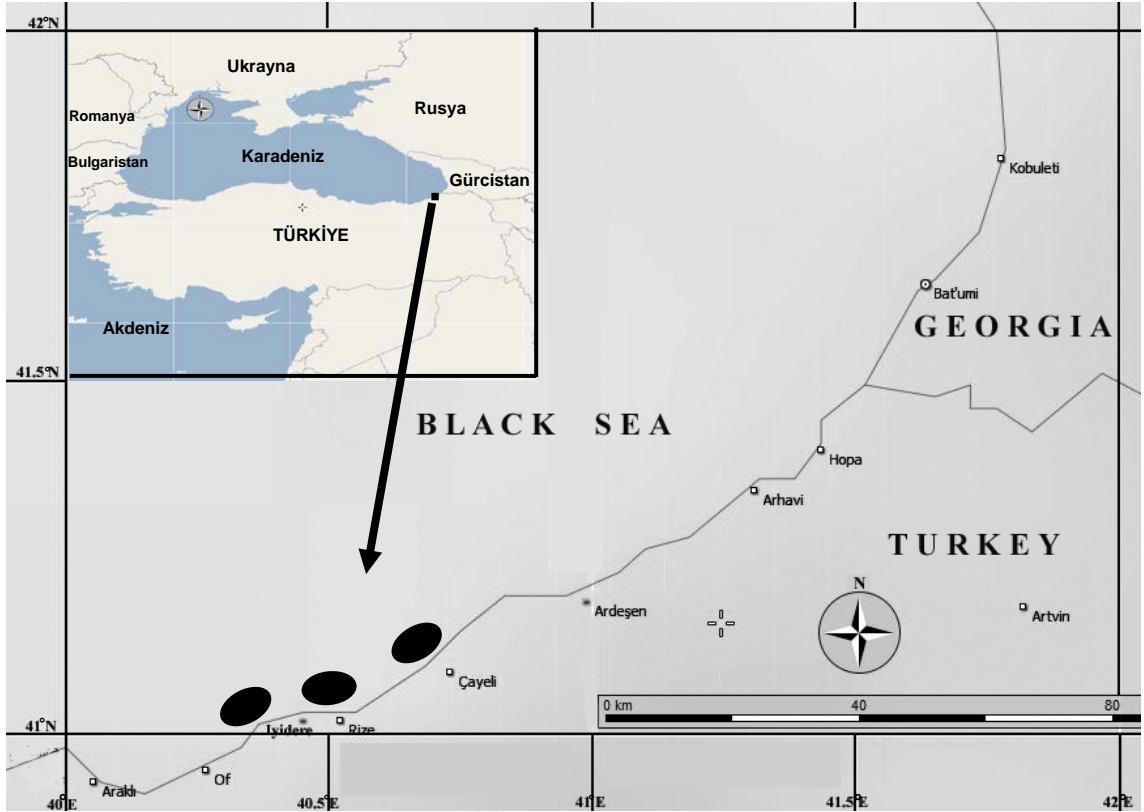 42°N
Ukrayna
Romanya
Rusya
Bulgaristan
Karadeniz
Gürcistan
TÜRKİYE
Akdeniz
Kobuleti
Bat'umi
GEORGIA
41.5°N
BLACK SEA
Hopa
Arhavi
TURKEY
N
Ardeşen
Artvin
Çayeli
0 km 40 80
Iyidere
Rize
41°N
Of
Araklı
40°E 40.5°E 41°E 41.5°E 42°E